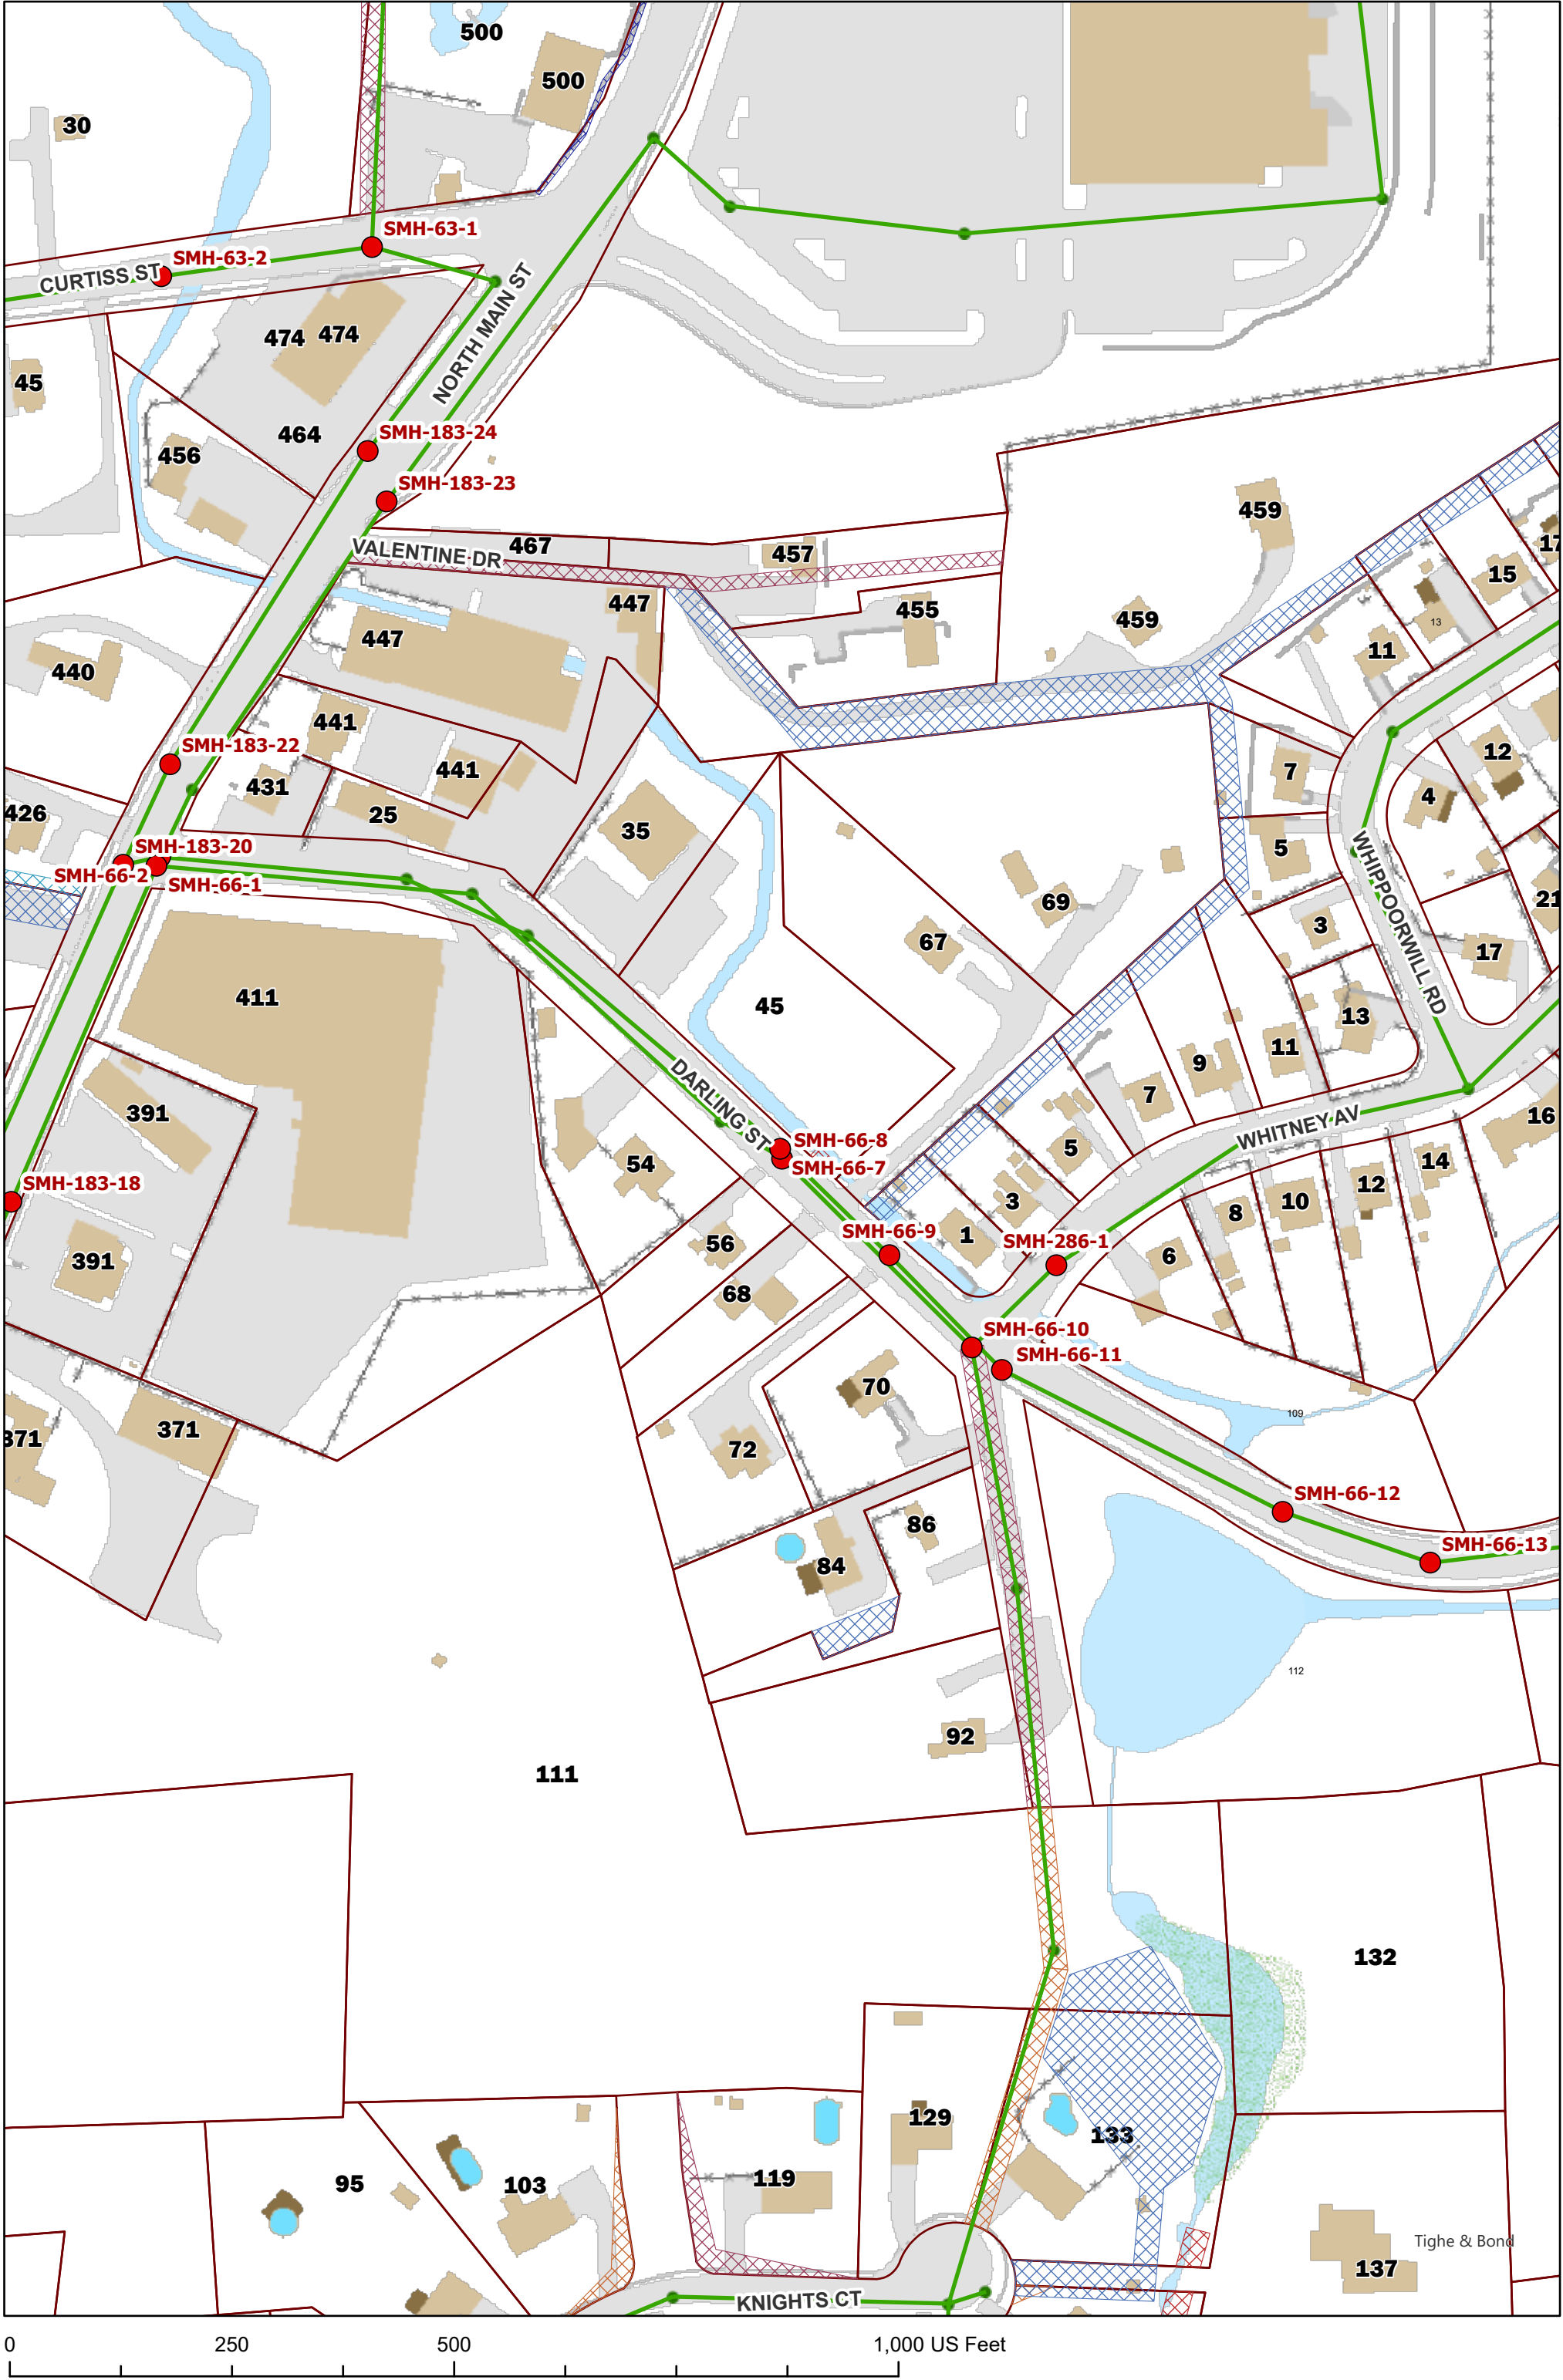 500
500
30
SMH-63-1
SMH-63-2
CURTISS ST
NORTH MAIN ST
474
474
45
464
SMH-183-24
456
SMH-183-23
459
467
VALENTINE DR
457
17
15
447
455
459
13
447
11
440
441
SMH-183-22
12
441
7
431
4
426
25
35
SMH-183-20
5
SMH-66-2
SMH-66-1
WHIPPOORWILL RD
69
21
3
67
17
411
45
13
11
9
DARLING ST
7
391
WHITNEY AV
16
SMH-66-8
5
54
SMH-66-7
14
SMH-183-18
12
3
10
8
SMH-66-9
1
SMH-286-1
56
6
391
68
SMH-66-10
SMH-66-11
70
109
371
371
72
SMH-66-12
86
SMH-66-13
84
112
92
111
132
129
133
119
95
103
Tighe & Bond
137
KNIGHTS CT
0 250 500 1,000 US Feet